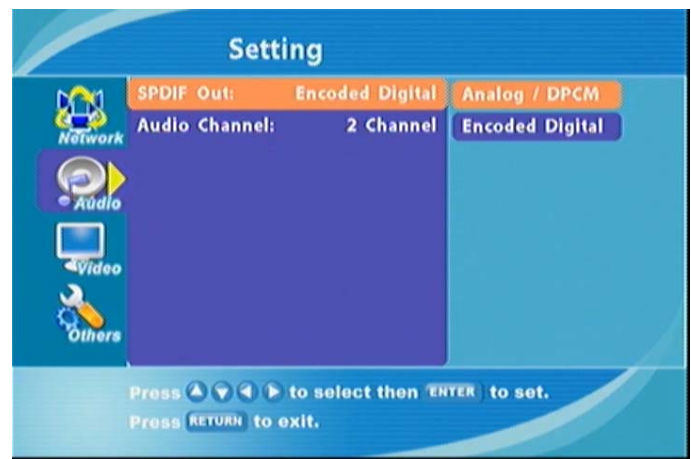 Setting
Network
Audio
Video
Others
SPDIF Out: Encoded Digital
Audio Channel: 2 Channel
Analog / DPCM
Encoded Digital
Press to select then ENTER to set.
Press RETURN to exit.